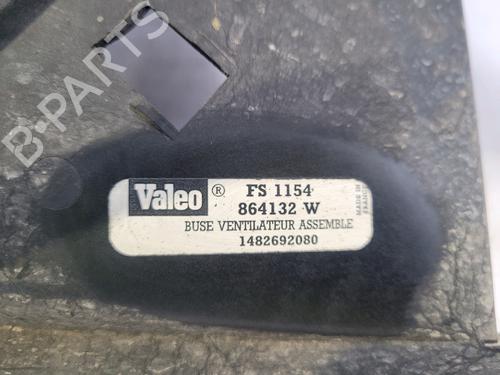 B-PARTS
Valeo ® FS 1154
864132 W
BUSE VENTILATEUR ASSEMBLE
1482692080
MADE IN
FRANCE